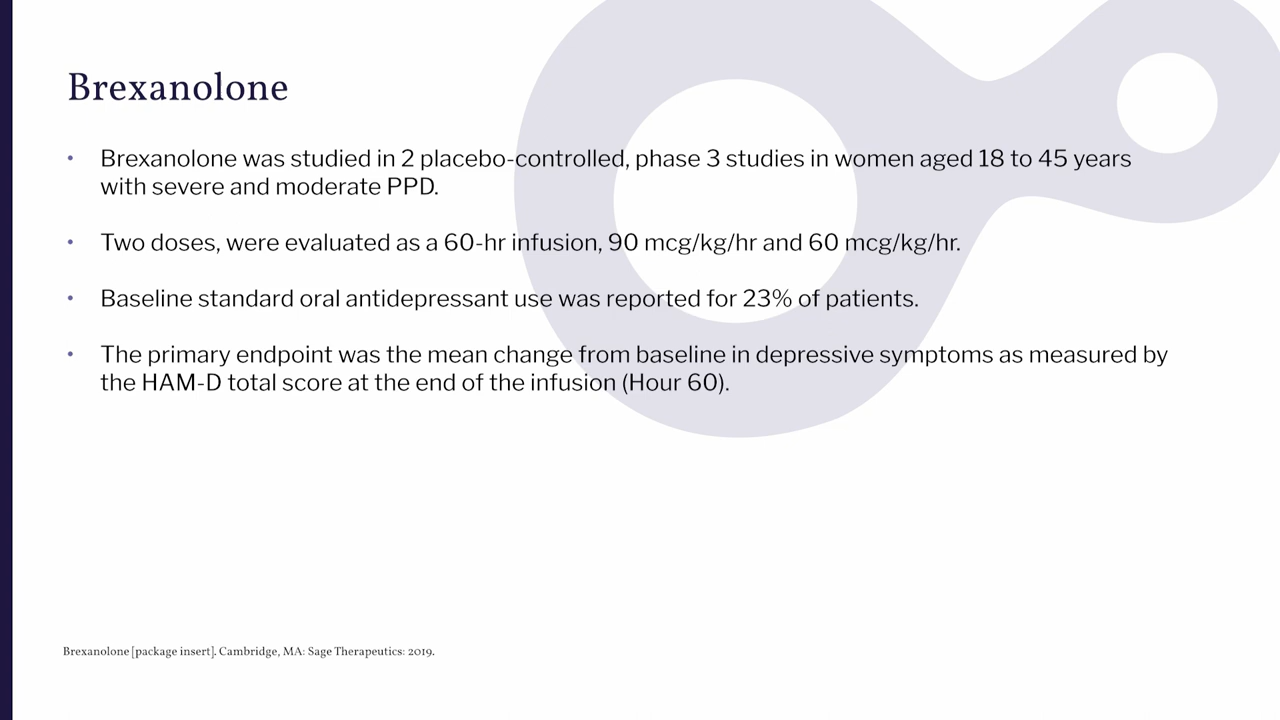 Brexanolone
• Brexanolone was studied in 2 placebo-controlled, phase 3 studies in women aged 18 to 45 years
with severe and moderate PPD.
• Two doses, were evaluated as a 60-hr infusion, 90 mcg/kg/hr and 60 mcg/kg/hr.
• Baseline standard oral antidepressant use was reported for 23% of patients.
• The primary endpoint was the mean change from baseline in depressive symptoms as measured by
the HAM-D total score at the end of the infusion (Hour 60).
Brexanolone [package insert]. Cambridge, MA: Sage Therapeutics: 2019.